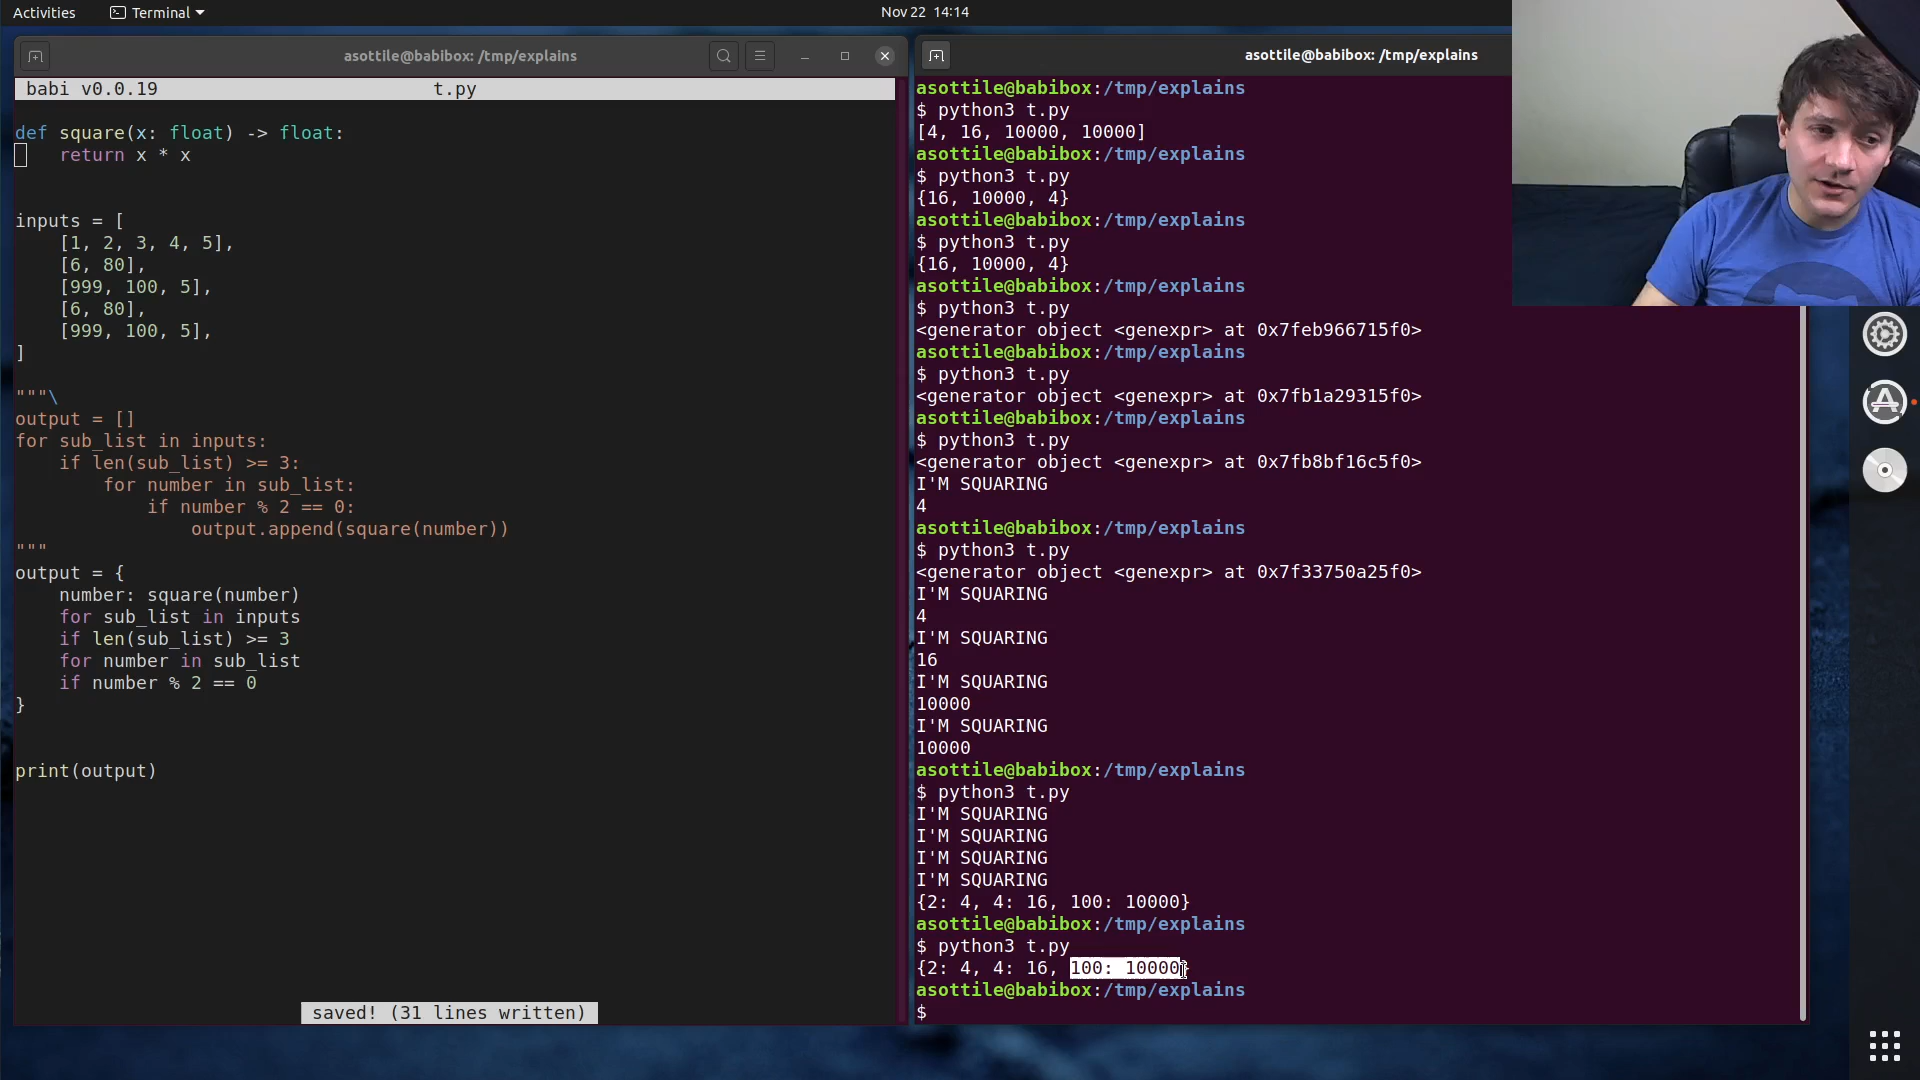 Activities
Terminal
Nov 22 14:14
asottile@babibox: /tmp/explains
babi v0.0.19 t.py
def square(x: float) -> float:
    return x * x
inputs = [
    [1, 2, 3, 4, 5],
    [6, 80],
    [999, 100, 5],
    [6, 80],
    [999, 100, 5],
]
"""\
output = []
for sub_list in inputs:
    if len(sub_list) >= 3:
        for number in sub_list:
            if number % 2 == 0:
                output.append(square(number))
"""
output = {
    number: square(number)
    for sub_list in inputs
    if len(sub_list) >= 3
    for number in sub_list
    if number % 2 == 0
}
print(output)
saved! (31 lines written)
asottile@babibox: /tmp/explains
asottile@babibox:/tmp/explains
$ python3 t.py
[4, 16, 10000, 10000]
asottile@babibox:/tmp/explains
$ python3 t.py
{16, 10000, 4}
asottile@babibox:/tmp/explains
$ python3 t.py
{16, 10000, 4}
asottile@babibox:/tmp/explains
$ python3 t.py
<generator object <genexpr> at 0x7feb966715f0>
asottile@babibox:/tmp/explains
$ python3 t.py
<generator object <genexpr> at 0x7fb1a29315f0>
asottile@babibox:/tmp/explains
$ python3 t.py
<generator object <genexpr> at 0x7fb8bf16c5f0>
I'M SQUARING
4
asottile@babibox:/tmp/explains
$ python3 t.py
<generator object <genexpr> at 0x7f33750a25f0>
I'M SQUARING
4
I'M SQUARING
16
I'M SQUARING
10000
I'M SQUARING
10000
asottile@babibox:/tmp/explains
$ python3 t.py
I'M SQUARING
I'M SQUARING
I'M SQUARING
I'M SQUARING
{2: 4, 4: 16, 100: 10000}
asottile@babibox:/tmp/explains
$ python3 t.py
{2: 4, 4: 16, 100: 10000}
asottile@babibox:/tmp/explains
$